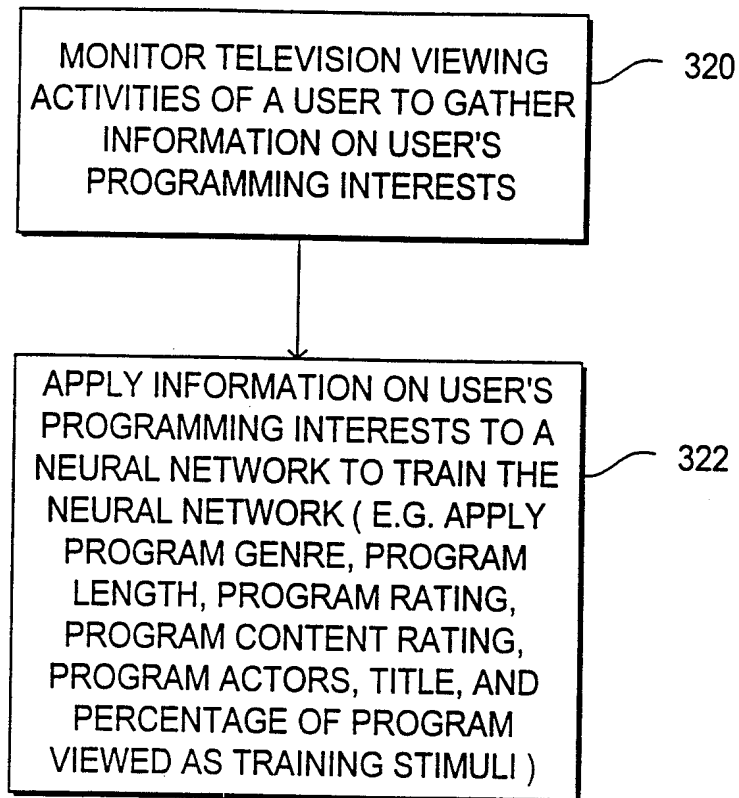 MONITOR TELEVISION VIEWING
ACTIVITIES OF A USER TO GATHER
INFORMATION ON USER'S
PROGRAMMING INTERESTS
320
APPLY INFORMATION ON USER'S
PROGRAMMING INTERESTS TO A
NEURAL NETWORK TO TRAIN THE
NEURAL NETWORK ( E.G. APPLY
PROGRAM GENRE, PROGRAM
LENGTH, PROGRAM RATING,
PROGRAM CONTENT RATING,
PROGRAM ACTORS, TITLE, AND
PERCENTAGE OF PROGRAM
VIEWED AS TRAINING STIMULI )
322